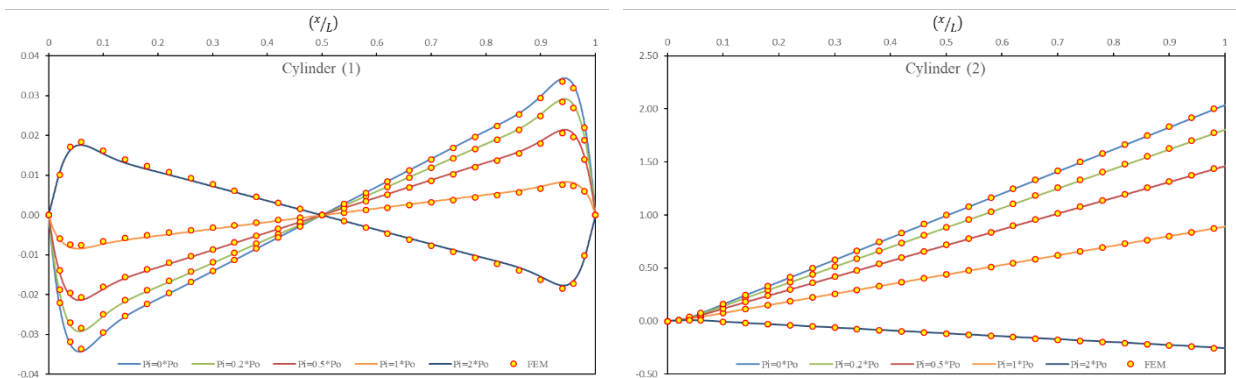 (x/L)
0 0.1 0.2 0.3 0.4 0.5 0.6 0.7 0.8 0.9 1
Cylinder (1)
0.04
0.03
0.02
0.01
0.00
-0.01
-0.02
-0.03
-0.04
Pi=0*Po Pi=0.2*Po Pi=0.5*Po Pi=1*Po Pi=2*Po FEM
(x/L)
0 0.1 0.2 0.3 0.4 0.5 0.6 0.7 0.8 0.9 1
Cylinder (2)
2.50
2.00
1.50
1.00
0.50
0.00
-0.50
Pi=0*Po Pi=0.2*Po Pi=0.5*Po Pi=1*Po Pi=2*Po FEM